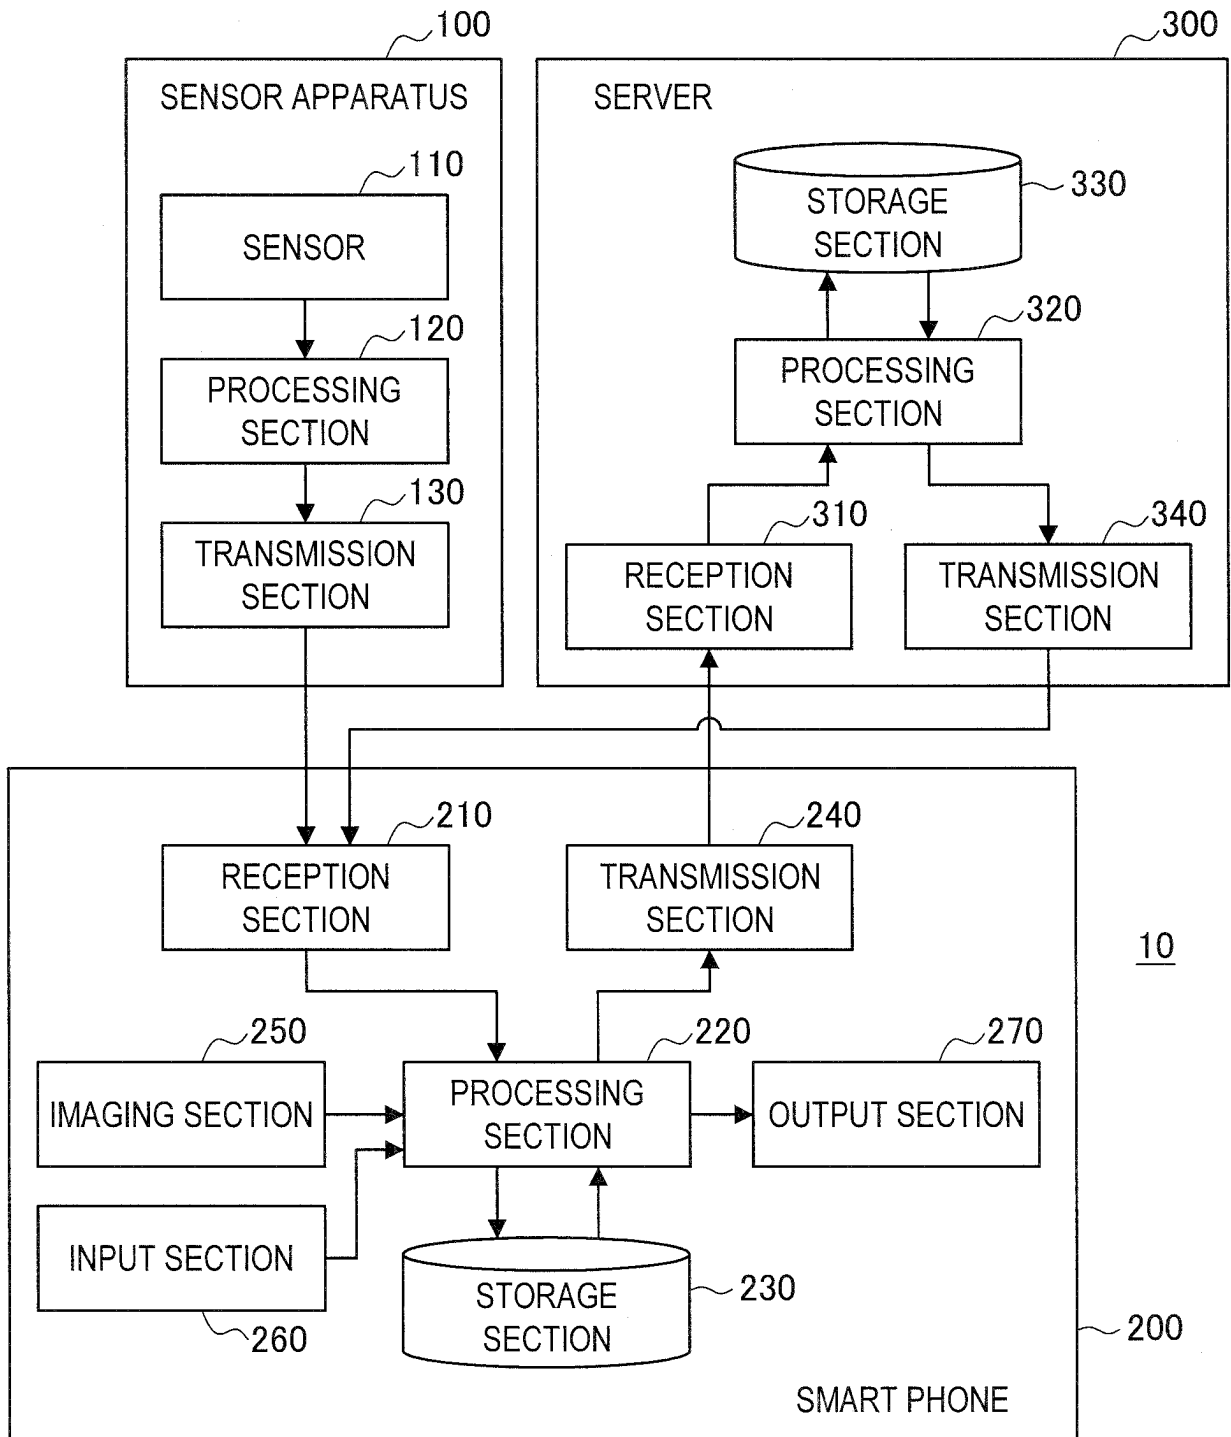 100
SENSOR APPARATUS
110
SENSOR
120
PROCESSING
SECTION
130
TRANSMISSION
SECTION
300
SERVER
330
STORAGE
SECTION
320
PROCESSING
SECTION
310
RECEPTION
SECTION
340
TRANSMISSION
SECTION
210
RECEPTION
SECTION
240
TRANSMISSION
SECTION
10
250
IMAGING SECTION
220
PROCESSING
SECTION
270
OUTPUT SECTION
INPUT SECTION
260
STORAGE
SECTION
230
200
SMART PHONE